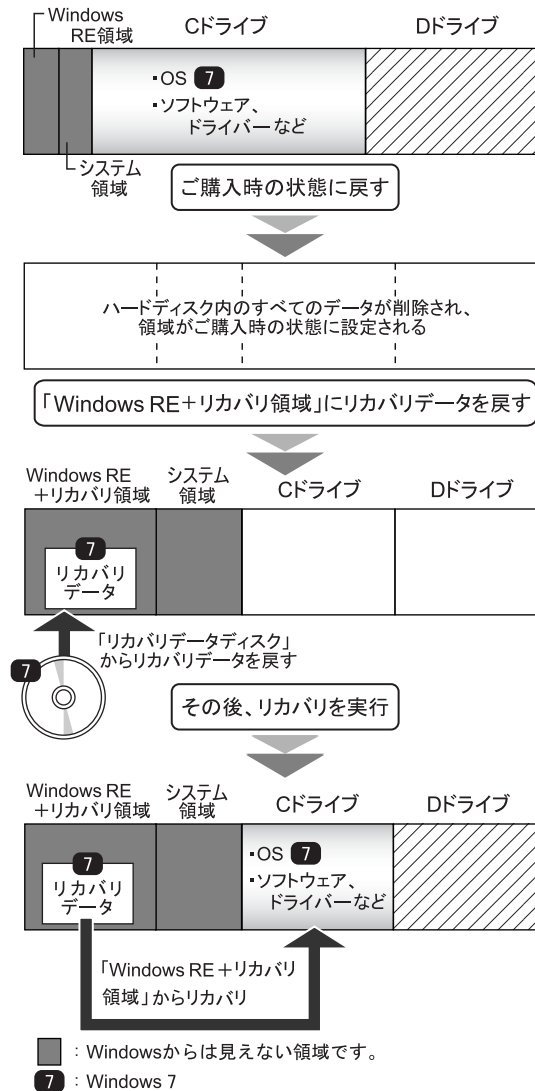 Windows
RE領域
Cドライブ
Dドライブ
・OS 7
・ソフトウェア、
ドライバーなど
システム
領域
ご購入時の状態に戻す
ハードディスク内のすべてのデータが削除され、
領域がご購入時の状態に設定される
「Windows RE+リカバリ領域」にリカバリデータを戻す
Windows RE
+リカバリ領域
システム
領域
Cドライブ
Dドライブ
7
リカバリ
データ
「リカバリデータディスク」
からリカバリデータを戻す
7
その後、リカバリを実行
Windows RE
+リカバリ領域
システム
領域
Cドライブ
Dドライブ
7
リカバリ
データ
・OS 7
・ソフトウェア、
ドライバーなど
「Windows RE+リカバリ
領域」からリカバリ
：Windowsからは見えない領域です。
7：Windows 7